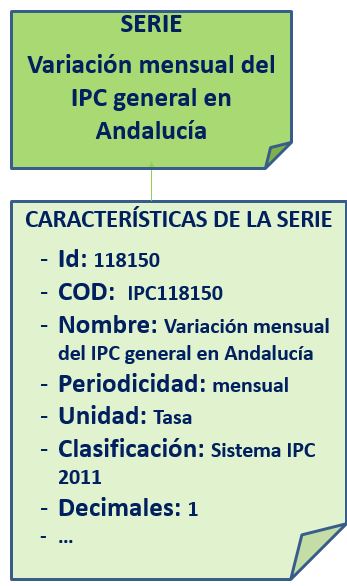 SERIE
Variación mensual del
IPC general en
Andalucía
CARACTERÍSTICAS DE LA SERIE
- Id: 118150
- COD: IPC118150
- Nombre: Variación mensual
del IPC general en Andalucía
- Periodicidad: mensual
- Unidad: Tasa
- Clasificación: Sistema IPC
2011
- Decimales: 1
- ...